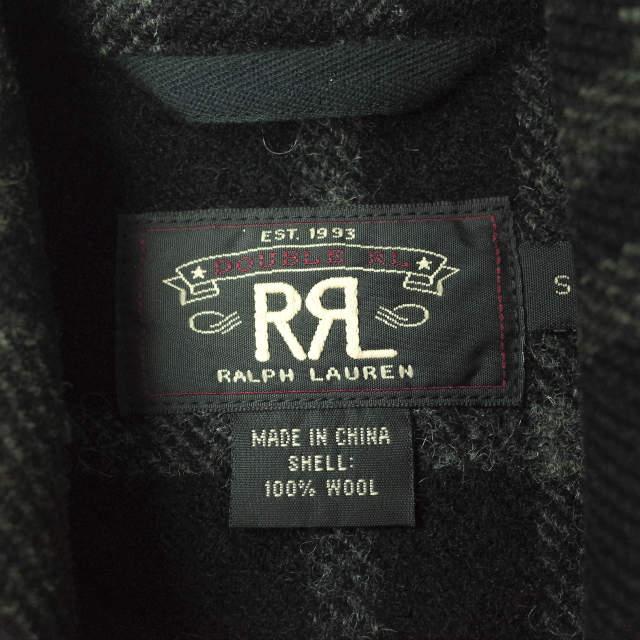 EST. 1993
DOUBLE RL
RRL
RALPH LAUREN
S
MADE IN CHINA
SHELL:
100% WOOL